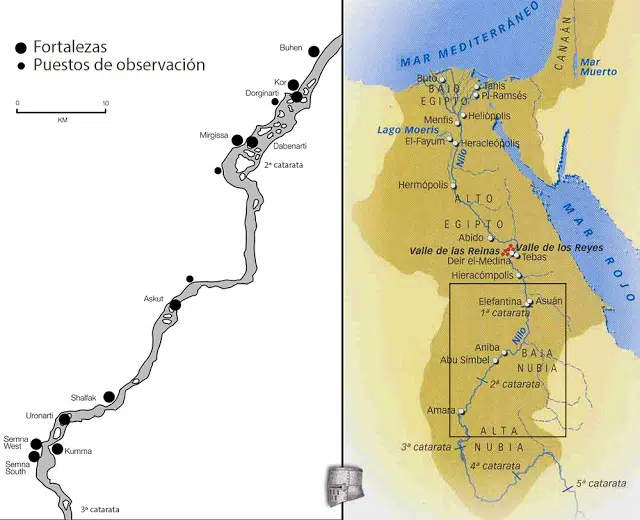 Fortalezas
Puestos de observación
0
10
KM
Buhen
Kor
Dorginarti
Mirgissa
Dabenarti
2ª catarata
Askut
Shalfak
Uronarti
Semna
West
Kumma
Semna
South
3ª catarata
MAR MEDITERRÁNEO
CANAÁN
Mar
Muerto
Buto
Tanis
BAJO
EGIPTO
Pi-Ramsés
Menfis
Heliópolis
Lago Moeris
El-Fayum
Heracleópolis
Nilo
Hermópolis
ALTO
EGIPTO
MAR ROJO
Abido
Valle de las Reinas
Valle de los Reyes
Deir el-Medina
Tebas
Hieracómpolis
Elefantina
Asuán
1ª catarata
Nilo
Aniba
BAJA
NUBIA
Abu Simbel
2ª catarata
Amara
ALTA
NUBIA
3ª catarata
4ª catarata
5ª catarata